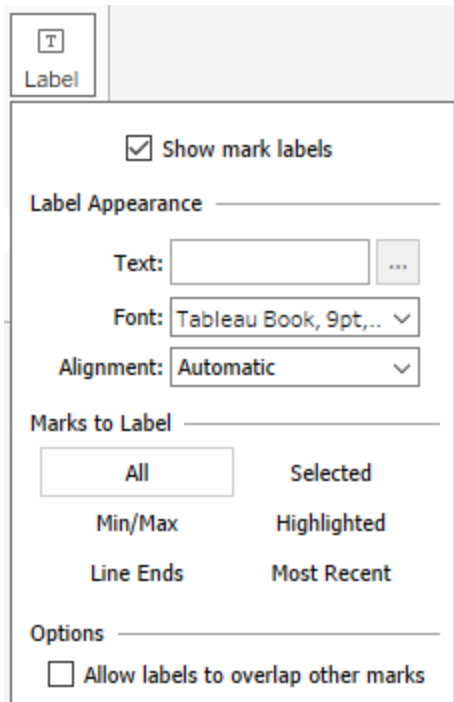 T
Label
Show mark labels
Label Appearance
Text:
...
Font: Tableau Book, 9pt,..
Alignment: Automatic
Marks to Label
All Selected
Min/Max Highlighted
Line Ends Most Recent
Options
Allow labels to overlap other marks